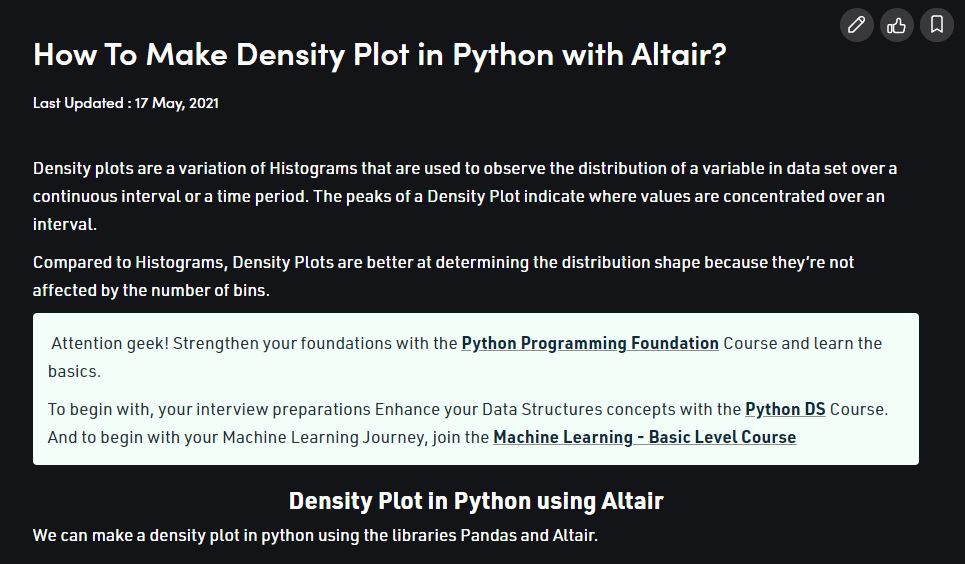 How To Make Density Plot in Python with Altair?
Last Updated : 17 May, 2021
Density plots are a variation of Histograms that are used to observe the distribution of a variable in data set over a
continuous interval or a time period. The peaks of a Density Plot indicate where values are concentrated over an
interval.
Compared to Histograms, Density Plots are better at determining the distribution shape because they’re not
affected by the number of bins.
Attention geek! Strengthen your foundations with the Python Programming Foundation Course and learn the
basics.
To begin with, your interview preparations Enhance your Data Structures concepts with the Python DS Course.
And to begin with your Machine Learning Journey, join the Machine Learning - Basic Level Course
Density Plot in Python using Altair
We can make a density plot in python using the libraries Pandas and Altair.